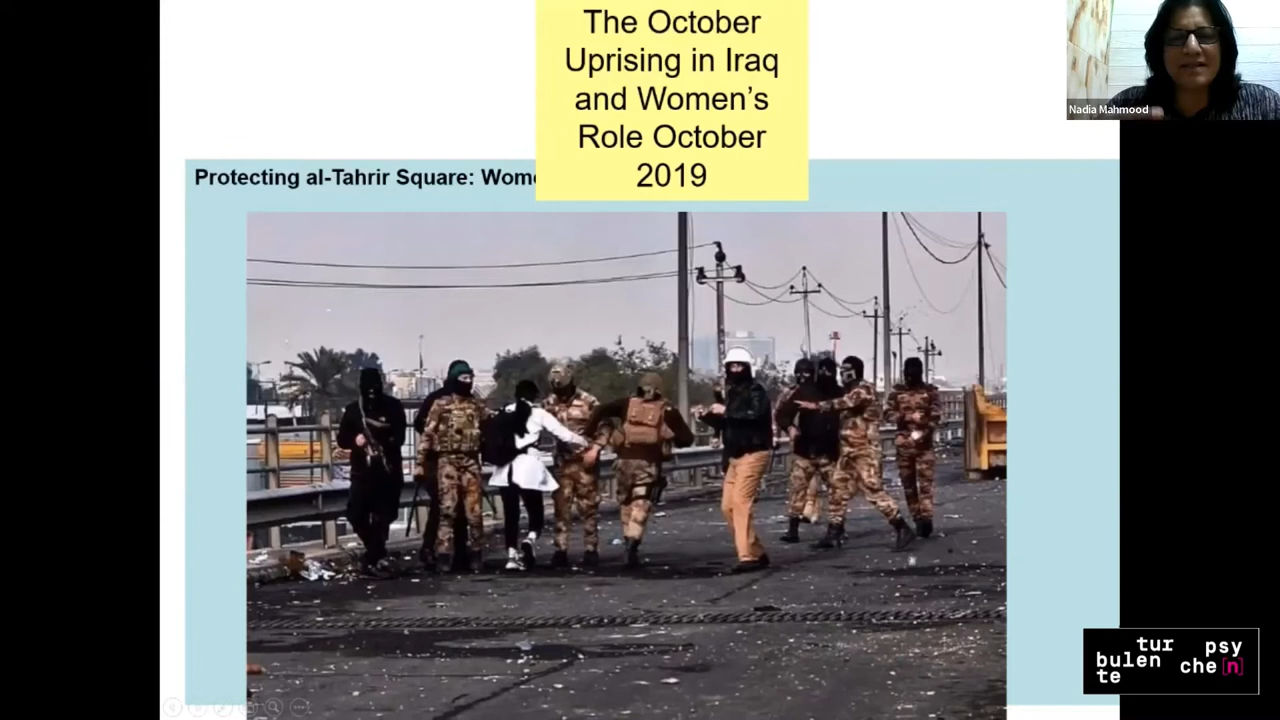 The October
Uprising in Iraq
and Women's
Role October
2019
Nadia Mahmood
Protecting al-Tahrir Square:
tur
bulen
te
psy
che[n]